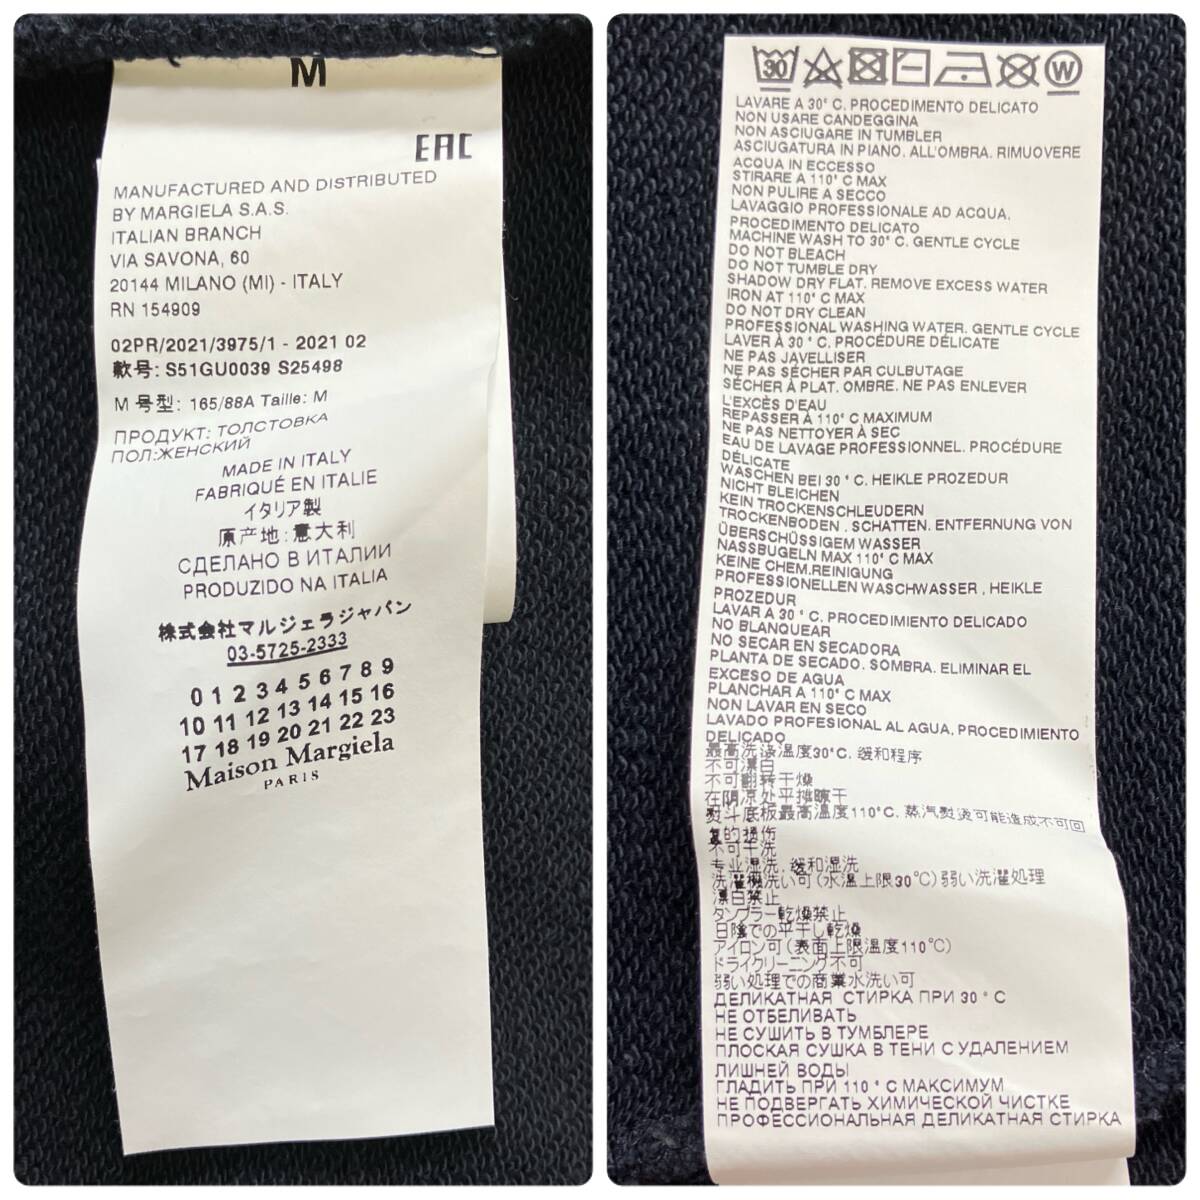 M
EAC
MANUFACTURED AND DISTRIBUTED
BY MARGIELA S.A.S.
ITALIAN BRANCH
VIA SAVONA, 60
20144 MILANO (MI) - ITALY
RN 154909
02PR/2021/3975/1 - 2021 02
款号: S51GU0039 S25498
M 号型: 165/88A Taille: M
ПРОДУКТ: ТОЛСТОВКА
ПОЛ:ЖЕНСКИЙ
MADE IN ITALY
FABRIQUÉ EN ITALIE
イタリア製
原产地: 意大利
СДЕЛАНО В ИТАЛИИ
PRODUZIDO NA ITALIA
株式会社マルジェラジャパン
03-5725-2333
0 1 2 3 4 5 6 7 8 9
10 11 12 13 14 15 16
17 18 19 20 21 22 23
Maison Margiela
PARIS
30 W
LAVARE A 30° C. PROCEDIMENTO DELICATO
NON USARE CANDEGGINA
NON ASCIUGARE IN TUMBLER
ASCIUGATURA IN PIANO. ALL'OMBRA. RIMUOVERE
ACQUA IN ECCESSO
STIRARE A 110° C MAX
NON PULIRE A SECCO
LAVAGGIO PROFESSIONALE AD ACQUA,
PROCEDIMENTO DELICATO
MACHINE WASH TO 30° C. GENTLE CYCLE
DO NOT BLEACH
DO NOT TUMBLE DRY
SHADOW DRY FLAT. REMOVE EXCESS WATER
IRON AT 110° C MAX
DO NOT DRY CLEAN
PROFESSIONAL WASHING WATER. GENTLE CYCLE
LAVER À 30° C. PROCÉDURE DÉLICATE
NE PAS JAVELLISER
NE PAS SÉCHER PAR CULBUTAGE
SÉCHER À PLAT. OMBRE. NE PAS ENLEVER
L'EXCÈS D'EAU
REPASSER À 110° C MAXIMUM
NE PAS NETTOYER À SEC
EAU DE LAVAGE PROFESSIONNEL. PROCÉDURE
DÉLICATE
WASCHEN BEI 30° C. HEIKLE PROZEDUR
NICHT BLEICHEN
KEIN TROCKENSCHLEUDERN
TROCKENBODEN . SCHATTEN. ENTFERNUNG VON
ÜBERSCHÜSSIGEM WASSER
NASSBUGELN MAX 110° C MAX
KEINE CHEM.REINIGUNG
PROFESSIONELLEN WASCHWASSER , HEIKLE
PROZEDUR
LAVAR A 30° C. PROCEDIMENTO DELICADO
NO BLANQUEAR
NO SECAR EN SECADORA
PLANTA DE SECADO. SOMBRA. ELIMINAR EL
EXCESO DE AGUA
PLANCHAR A 110° C MAX
NON LAVAR EN SECO
LAVADO PROFESIONAL AL AGUA, PROCEDIMIENTO
DELICADO
最高洗涤温度30°C. 缓和程序
不可漂白
不可翻转干燥
在阴凉处平摊晾干
熨斗底板最高温度110°C. 蒸汽熨烫可能造成不可回
复的损伤
不可干洗
专业湿洗. 缓和湿洗
洗濯機洗い可 (水温上限30°C) 弱い洗濯処理
漂白禁止
タンブラー乾燥禁止
日陰での平干し乾燥
アイロン可 (表面上限温度110°C)
ドライクリーニング不可
弱い処理での商業水洗い可
ДЕЛИКАТНАЯ СТИРКА ПРИ 30 ° С
НЕ ОТБЕЛИВАТЬ
НЕ СУШИТЬ В ТУМБЛЕРЕ
ПЛОСКАЯ СУШКА В ТЕНИ С УДАЛЕНИЕМ
ЛИШНЕЙ ВОДЫ
ГЛАДИТЬ ПРИ 110 ° С МАКСИМУМ
НЕ ПОДВЕРГАТЬ ХИМИЧЕСКОЙ ЧИСТКЕ
ПРОФЕССИОНАЛЬНАЯ ДЕЛИКАТНАЯ СТИРКА